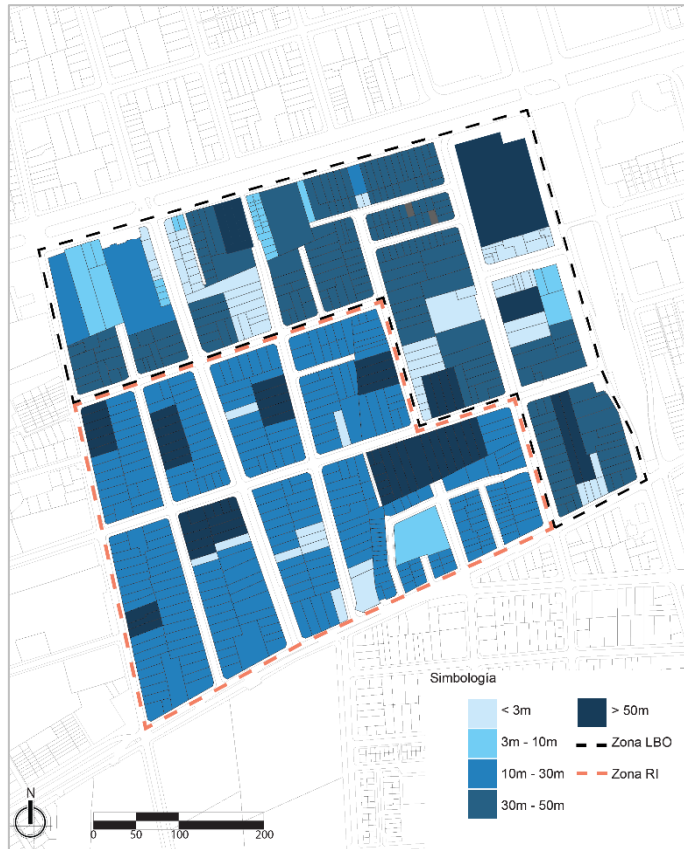 Simbología
< 3m
> 50m
3m - 10m
Zona LBO
10m - 30m
Zona RI
30m - 50m
N
0 50 100 200